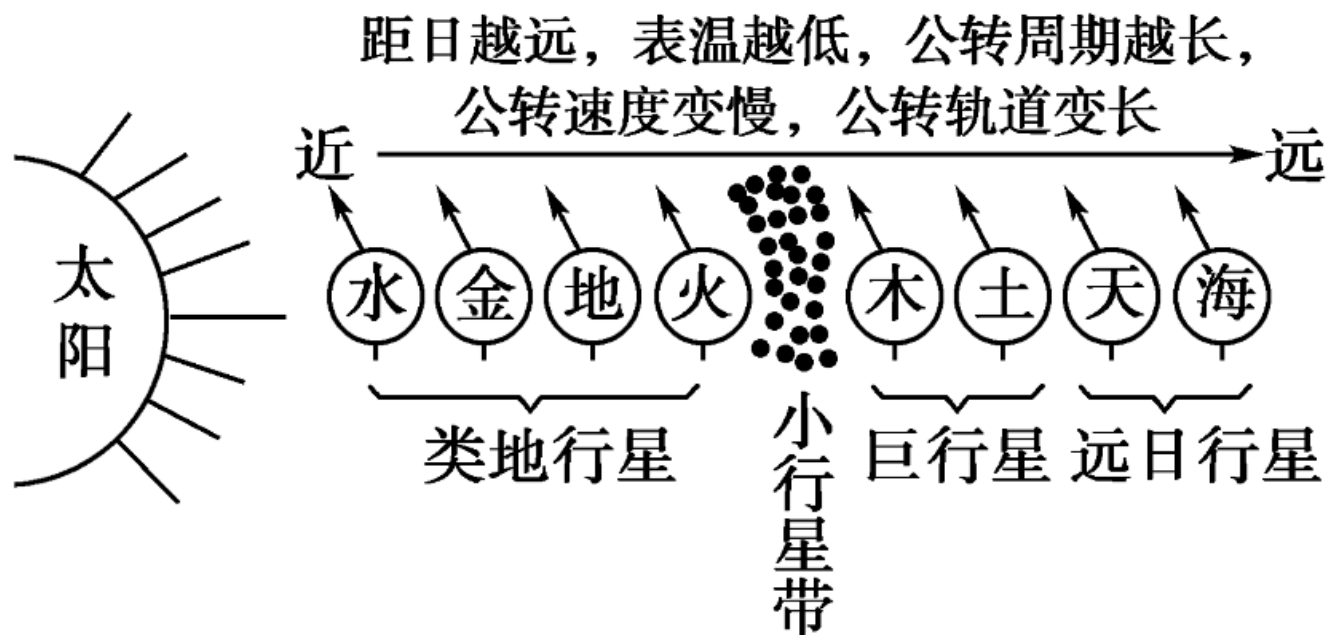 距日越远，表温越低，公转周期越长，
公转速度变慢，公转轨道变长
近
远
太阳
水 金 地 火 木 土 天 海
类地行星
小行星带
巨行星
远日行星